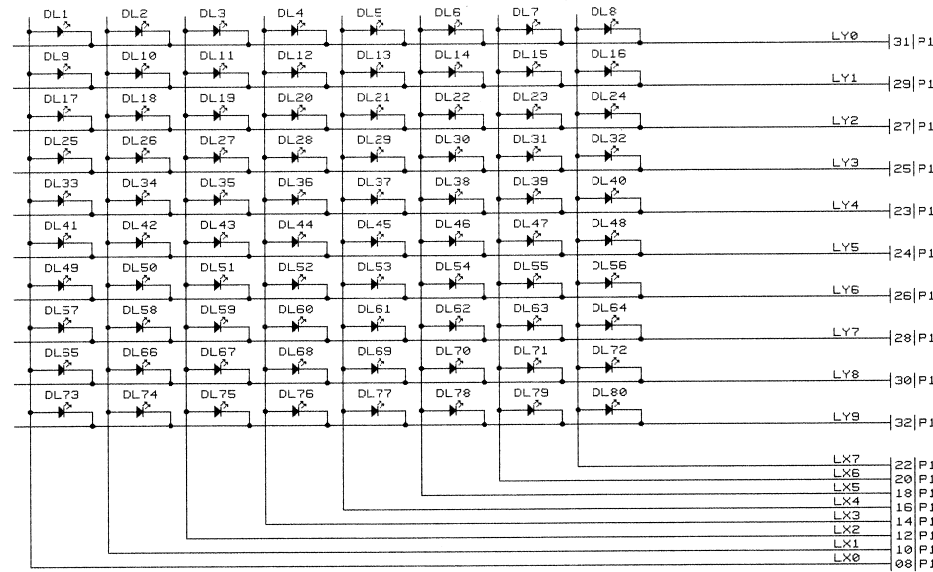 DL1 DL2 DL3 DL4 DL5 DL6 DL7 DL8
LY0 31 P1
DL9 DL10 DL11 DL12 DL13 DL14 DL15 DL16
LY1 29 P1
DL17 DL18 DL19 DL20 DL21 DL22 DL23 DL24
LY2 27 P1
DL25 DL26 DL27 DL28 DL29 DL30 DL31 DL32
LY3 25 P1
DL33 DL34 DL35 DL36 DL37 DL38 DL39 DL40
LY4 23 P1
DL41 DL42 DL43 DL44 DL45 DL46 DL47 DL48
LY5 24 P1
DL49 DL50 DL51 DL52 DL53 DL54 DL55 DL56
LY6 26 P1
DL57 DL58 DL59 DL60 DL61 DL62 DL63 DL64
LY7 28 P1
DL65 DL66 DL67 DL68 DL69 DL70 DL71 DL72
LY8 30 P1
DL73 DL74 DL75 DL76 DL77 DL78 DL79 DL80
LY9 32 P1
LX7 22 P1
LX6 20 P1
LX5 18 P1
LX4 16 P1
LX3 14 P1
LX2 12 P1
LX1 10 P1
LX0 08 P1